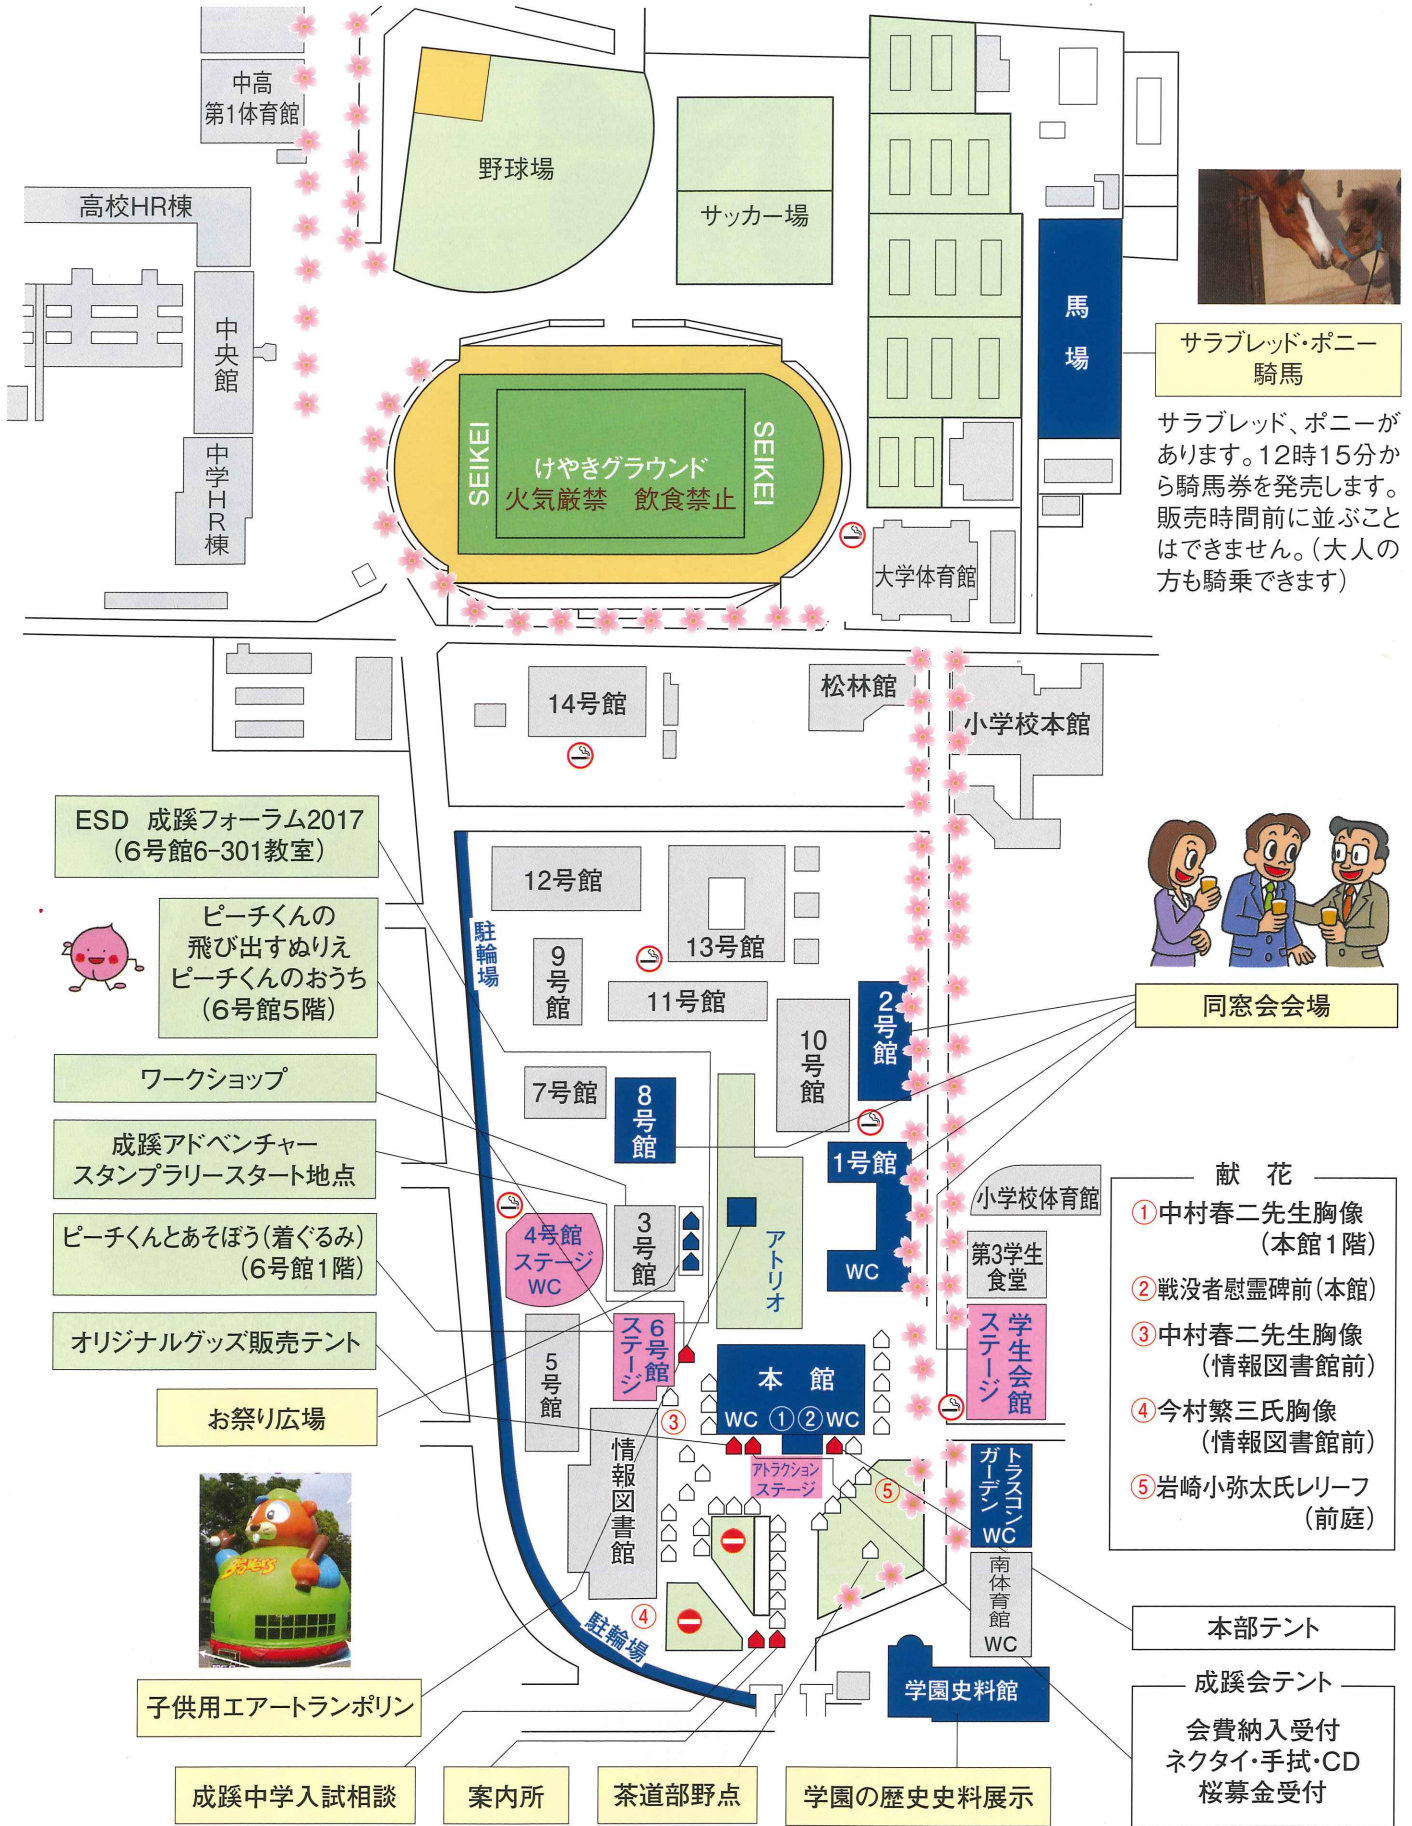 中高
第1体育館
高校HR棟
中央館
中学HR棟
野球場
サッカー場
馬場
サラブレッド・ポニー
騎馬
サラブレッド、ポニーが
あります。12時15分か
ら騎馬券を発売します。
販売時間前に並ぶこと
はできません。(大人の
方も騎乗できます)
SEIKEI
けやきグラウンド
火気厳禁　飲食禁止
SEIKEI
大学体育館
14号館
松林館
小学校本館
ESD 成蹊フォーラム2017
(6号館6-301教室)
ピーチくんの
飛び出すぬりえ
ピーチくんのおうち
(6号館5階)
ワークショップ
成蹊アドベンチャー
スタンプラリースタート地点
ピーチくんとあそぼう(着ぐるみ)
(6号館1階)
オリジナルグッズ販売テント
お祭り広場
子供用エアートランポリン
成蹊中学入試相談
案内所
茶道部野点
学園の歴史史料展示
駐輪場
12号館
13号館
9号館
11号館
10号館
2号館
7号館
8号館
1号館
WC
4号館
ステージ
WC
3号館
アトリオ
小学校体育館
第3学生
食堂
学生会館
ステージ
5号館
6号館
ステージ
本館
WC ① ② WC
③
アトラクション
ステージ
⑤
情報図書館
④
駐輪場
トラスコン
ガーデン
WC
南体育館
WC
学園史料館
同窓会会場
献花
①中村春二先生胸像
(本館1階)
②戦没者慰霊碑前(本館)
③中村春二先生胸像
(情報図書館前)
④今村繁三氏胸像
(情報図書館前)
⑤岩崎小弥太氏レリーフ
(前庭)
本部テント
成蹊会テント
会費納入受付
ネクタイ・手拭・CD
桜募金受付